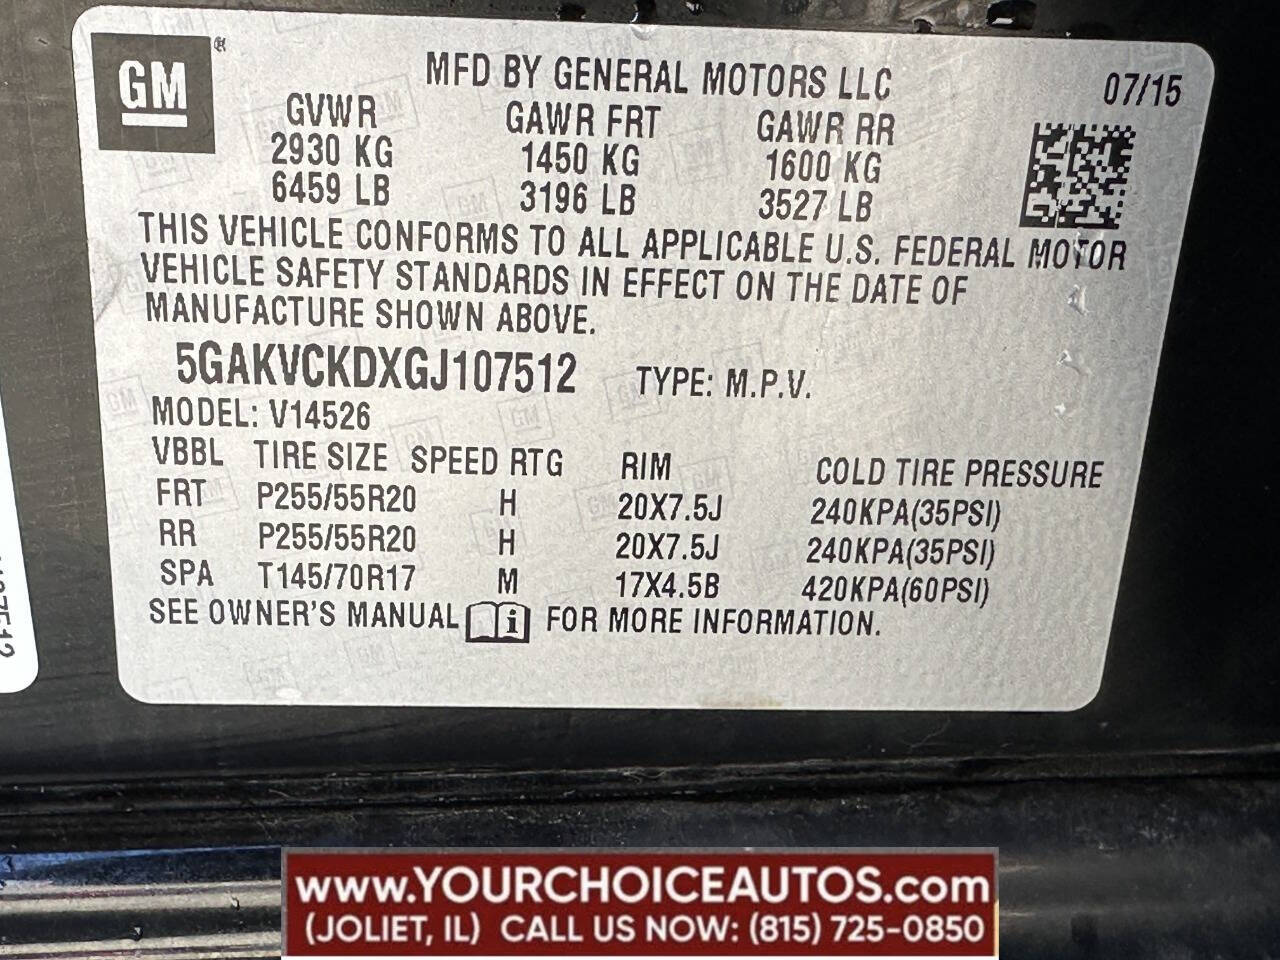 GM ®
MFD BY GENERAL MOTORS LLC 07/15
GVWR GAWR FRT GAWR RR
2930 KG 1450 KG 1600 KG
6459 LB 3196 LB 3527 LB
THIS VEHICLE CONFORMS TO ALL APPLICABLE U.S. FEDERAL MOTOR
VEHICLE SAFETY STANDARDS IN EFFECT ON THE DATE OF
MANUFACTURE SHOWN ABOVE.
5GAKVCKDXGJ107512 TYPE: M.P.V.
MODEL: V14526
VBBL TIRE SIZE SPEED RTG RIM COLD TIRE PRESSURE
FRT P255/55R20 H 20X7.5J 240KPA(35PSI)
RR P255/55R20 H 20X7.5J 240KPA(35PSI)
SPA T145/70R17 M 17X4.5B 420KPA(60PSI)
SEE OWNER'S MANUAL i FOR MORE INFORMATION.
www.YOURCHOICEAUTOS.com
(JOLIET, IL) CALL US NOW: (815) 725-0850